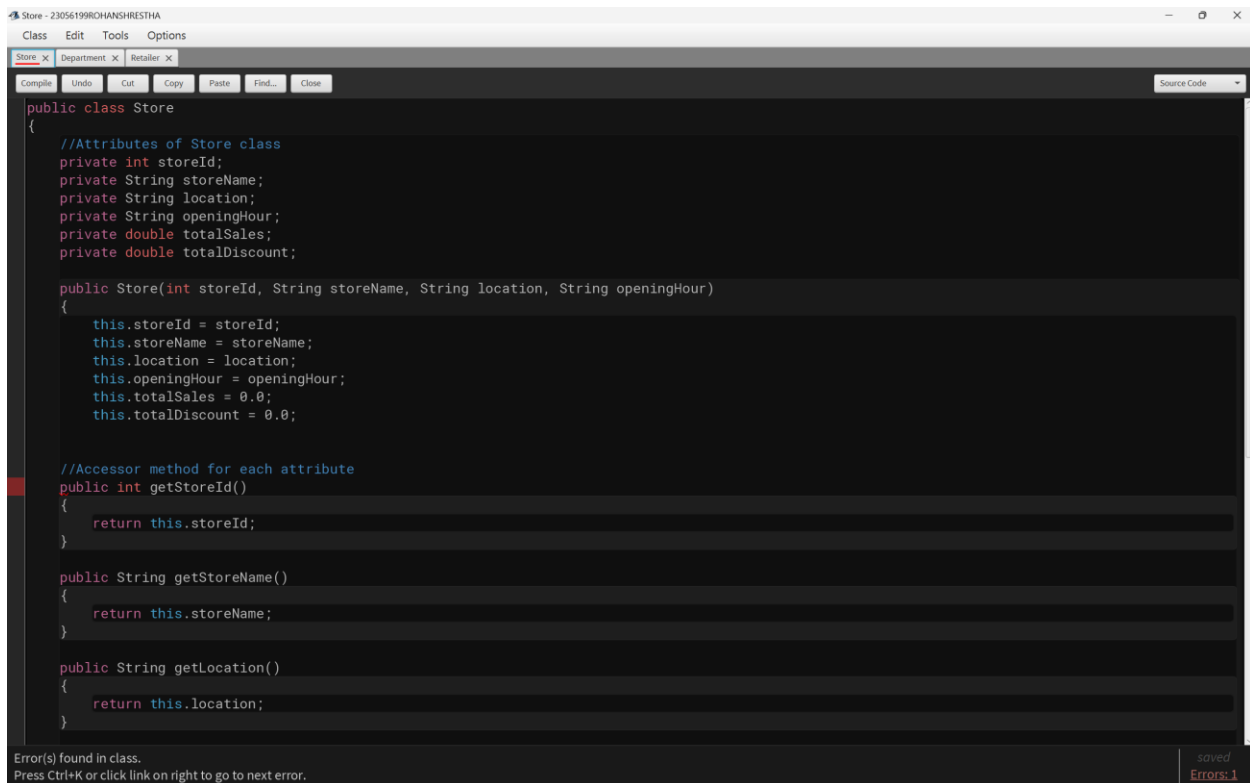 Store - 23056199ROHANSHRESTHA
Class Edit Tools Options
Store X Department X Retailer X
Compile Undo Cut Copy Paste Find... Close Source Code
public class Store
{
    //Attributes of Store class
    private int storeId;
    private String storeName;
    private String location;
    private String openingHour;
    private double totalSales;
    private double totalDiscount;

    public Store(int storeId, String storeName, String location, String openingHour)
    {
        this.storeId = storeId;
        this.storeName = storeName;
        this.location = location;
        this.openingHour = openingHour;
        this.totalSales = 0.0;
        this.totalDiscount = 0.0;


    //Accessor method for each attribute
    public int getStoreId()
    {
        return this.storeId;
    }

    public String getStoreName()
    {
        return this.storeName;
    }

    public String getLocation()
    {
        return this.location;
    }
Error(s) found in class.
saved
Press Ctrl+K or click link on right to go to next error.
Errors: 1